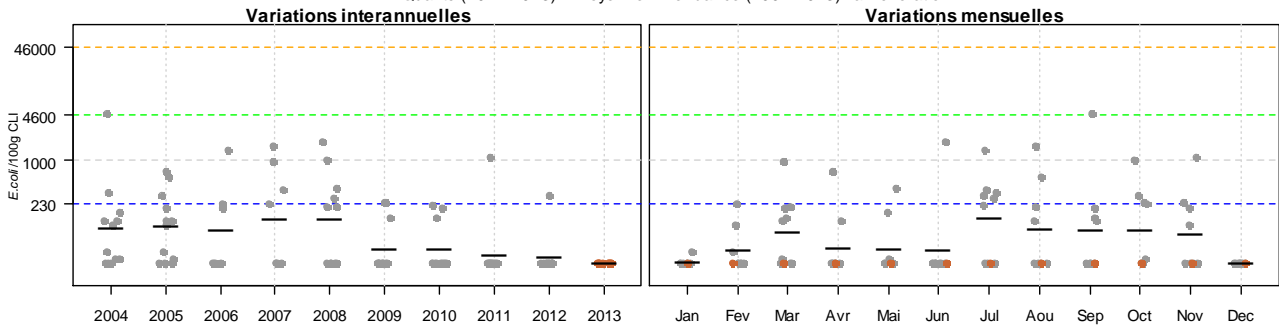 Variations interannuelles
Variations mensuelles
46000
4600
1000
230
E.coli/100g CLI
2004 2005 2006 2007 2008 2009 2010 2011 2012 2013
Jan Fev Mar Avr Mai Jun Jul Aou Sep Oct Nov Dec